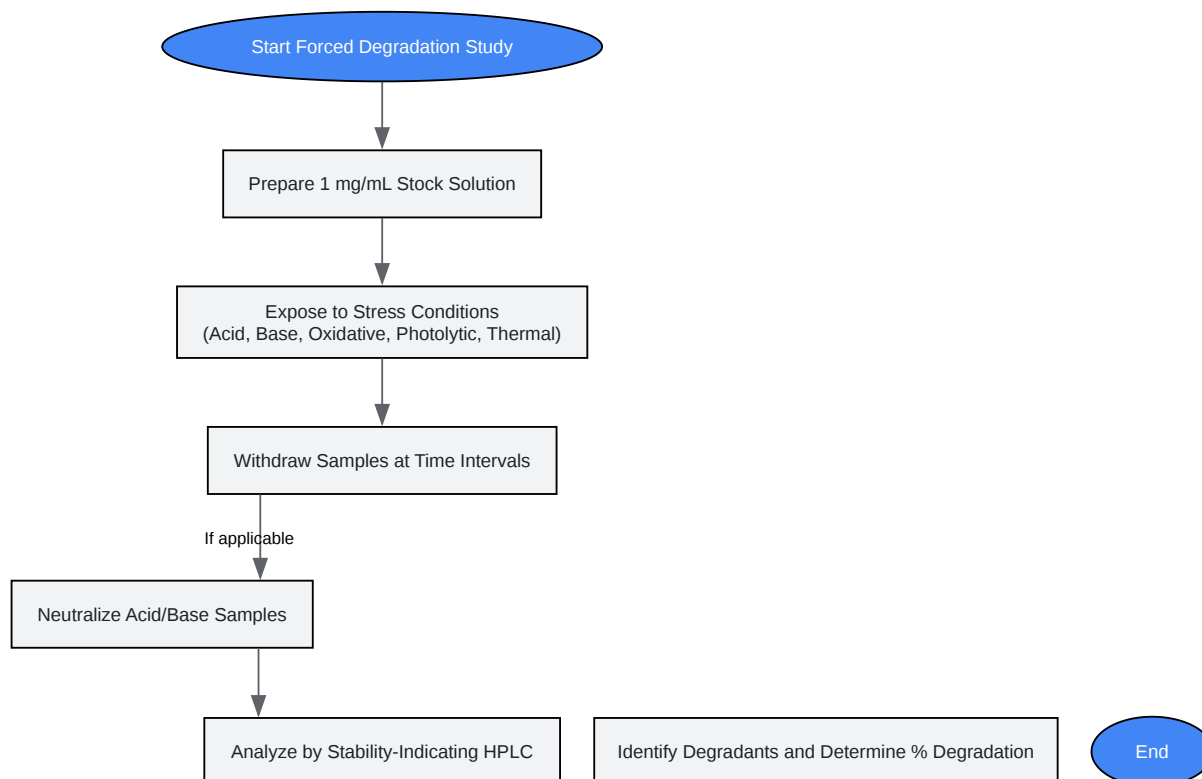 Start Forced Degradation Study
Prepare 1 mg/mL Stock Solution
Expose to Stress Conditions
(Acid, Base, Oxidative, Photolytic, Thermal)
Withdraw Samples at Time Intervals
If applicable
Neutralize Acid/Base Samples
Analyze by Stability-Indicating HPLC
Identify Degradants and Determine % Degradation
End